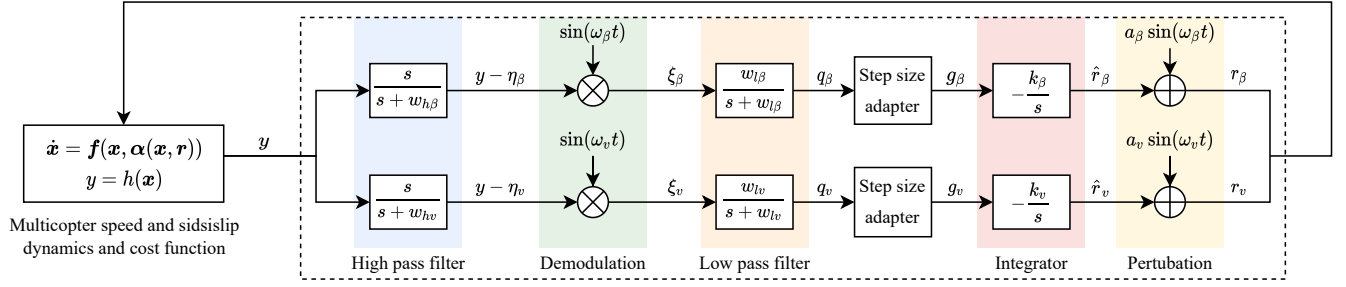 ẋ = f(x, α(x, r))
y = h(x)
Multicopter speed and sidslip
dynamics and cost function
y
s
s + w_{hβ}
y − η_β
sin(ω_β t)
ξ_β
w_{lβ}
s + w_{lβ}
q_β
Step size
adapter
g_β
− k_β
s
r̂_β
a_β sin(ω_β t)
r_β
s
s + w_{hv}
y − η_v
sin(ω_v t)
ξ_v
w_{lv}
s + w_{lv}
q_v
Step size
adapter
g_v
− k_v
s
r̂_v
a_v sin(ω_v t)
r_v
High pass filter
Demodulation
Low pass filter
Integrator
Pertubation